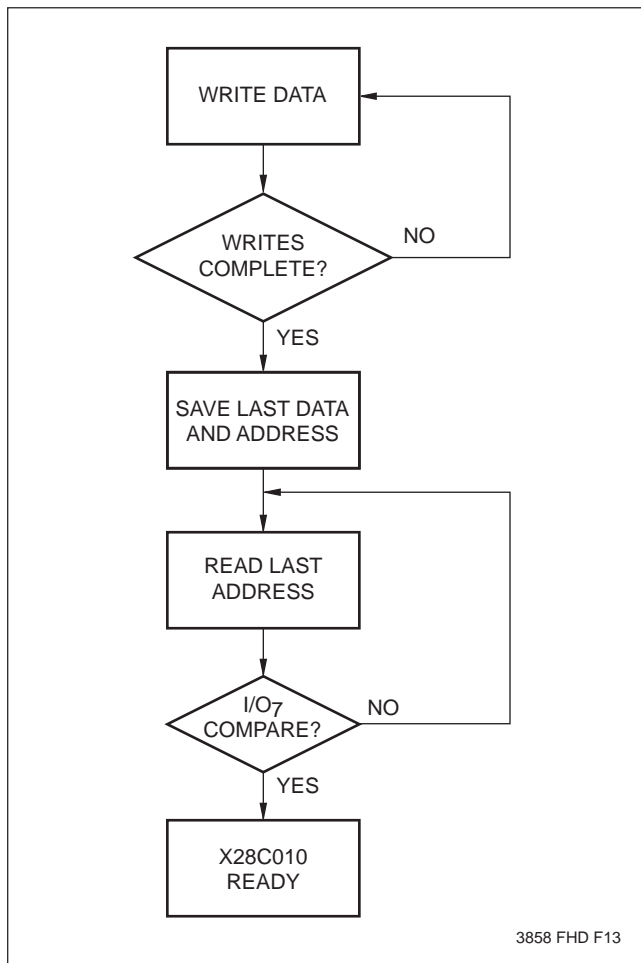 WRITE DATA
WRITES
COMPLETE?
NO
YES
SAVE LAST DATA
AND ADDRESS
READ LAST
ADDRESS
I/O7
COMPARE?
NO
YES
X28C010
READY
3858 FHD F13